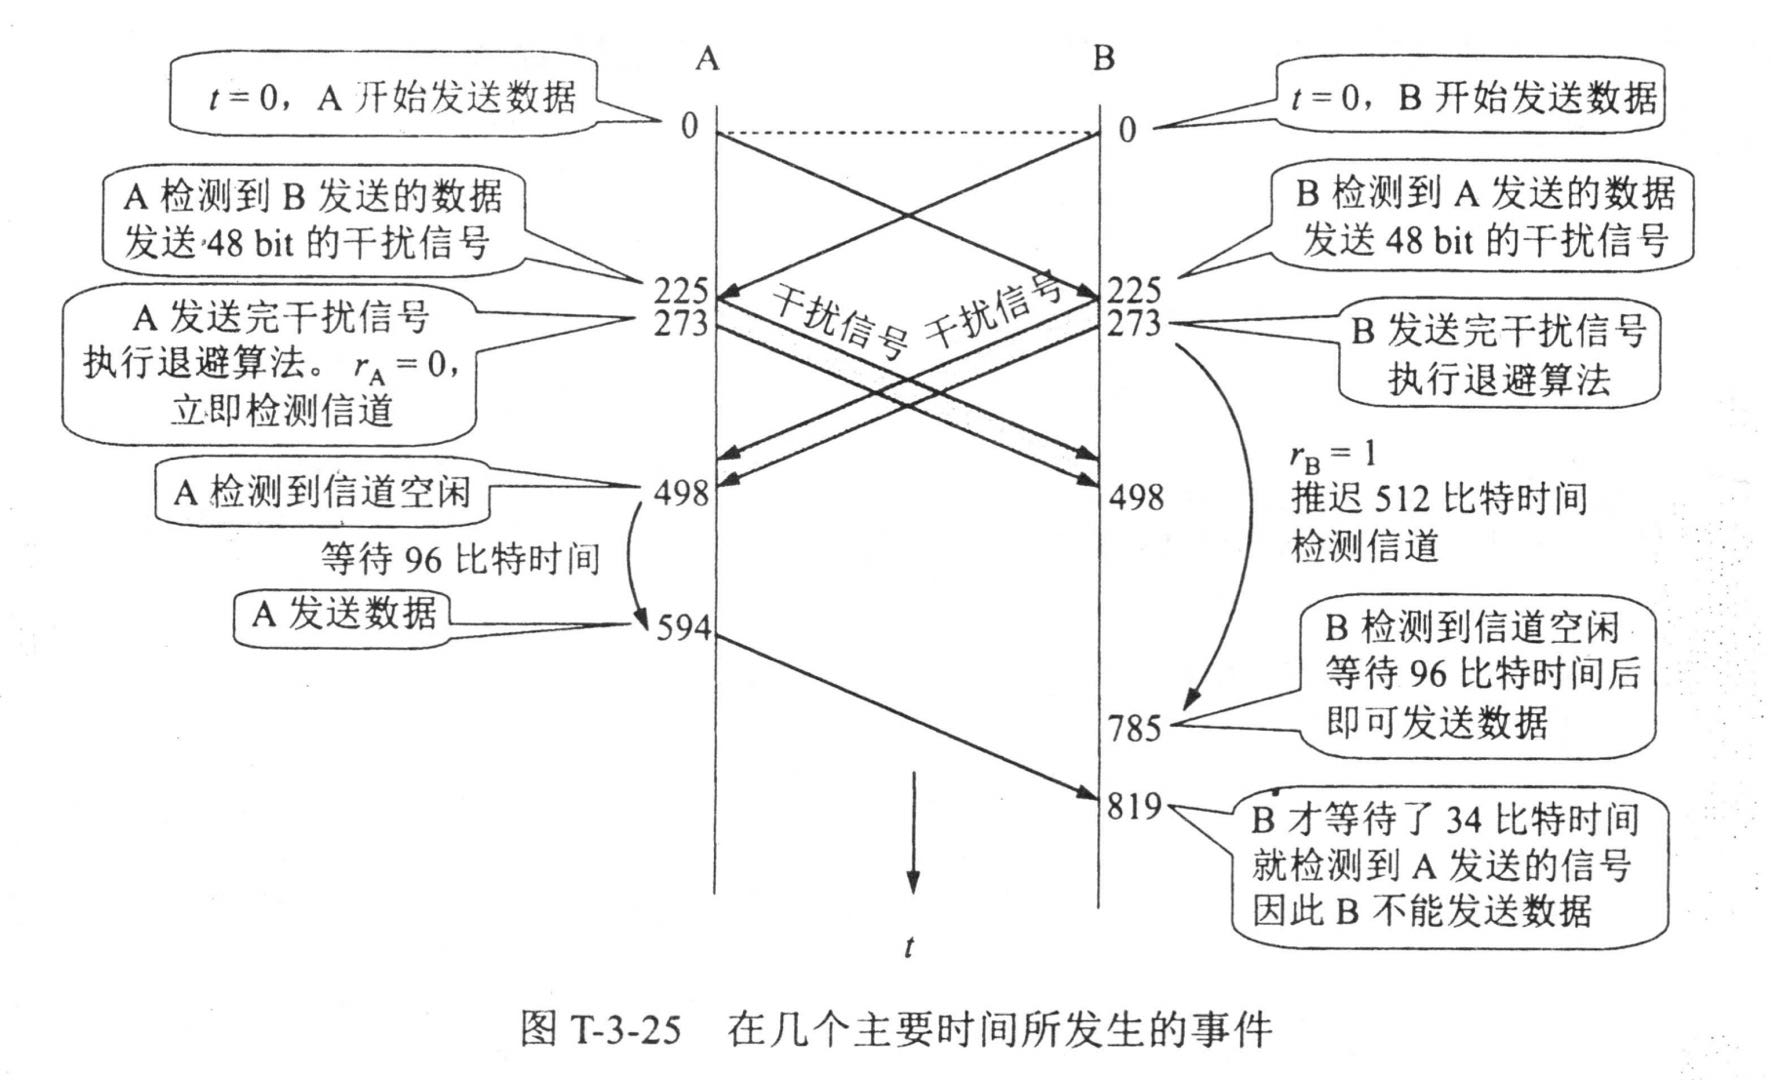 A
B
t = 0，A 开始发送数据
t = 0，B 开始发送数据
0
0
A 检测到 B 发送的数据
发送 48 bit 的干扰信号
B 检测到 A 发送的数据
发送 48 bit 的干扰信号
225
273
干扰信号
干扰信号
225
273
A 发送完干扰信号
执行退避算法。rA = 0，
立即检测信道
B 发送完干扰信号
执行退避算法
A 检测到信道空闲
498
498
rB = 1
推迟 512 比特时间
检测信道
等待 96 比特时间
A 发送数据
594
B 检测到信道空闲
等待 96 比特时间后
即可发送数据
785
819
B 才等待了 34 比特时间
就检测到 A 发送的信号
因此 B 不能发送数据
t
图 T-3-25 在几个主要时间所发生的事件